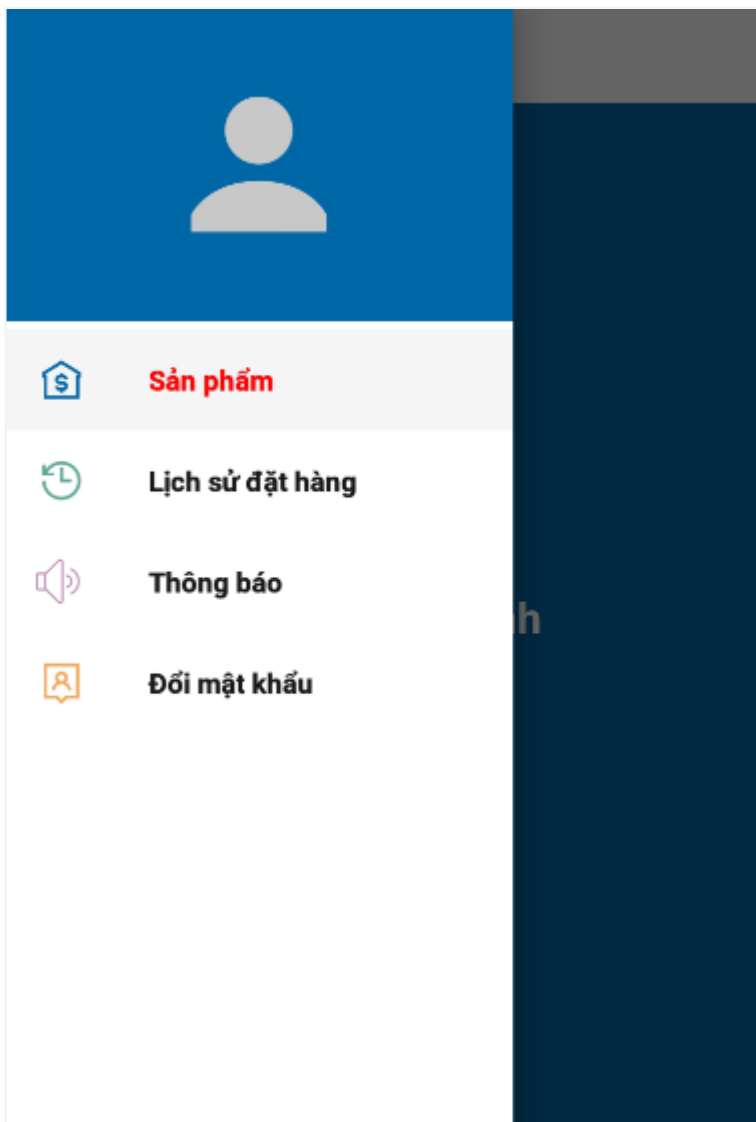 Sản phẩm
Lịch sử đặt hàng
Thông báo
Đổi mật khẩu